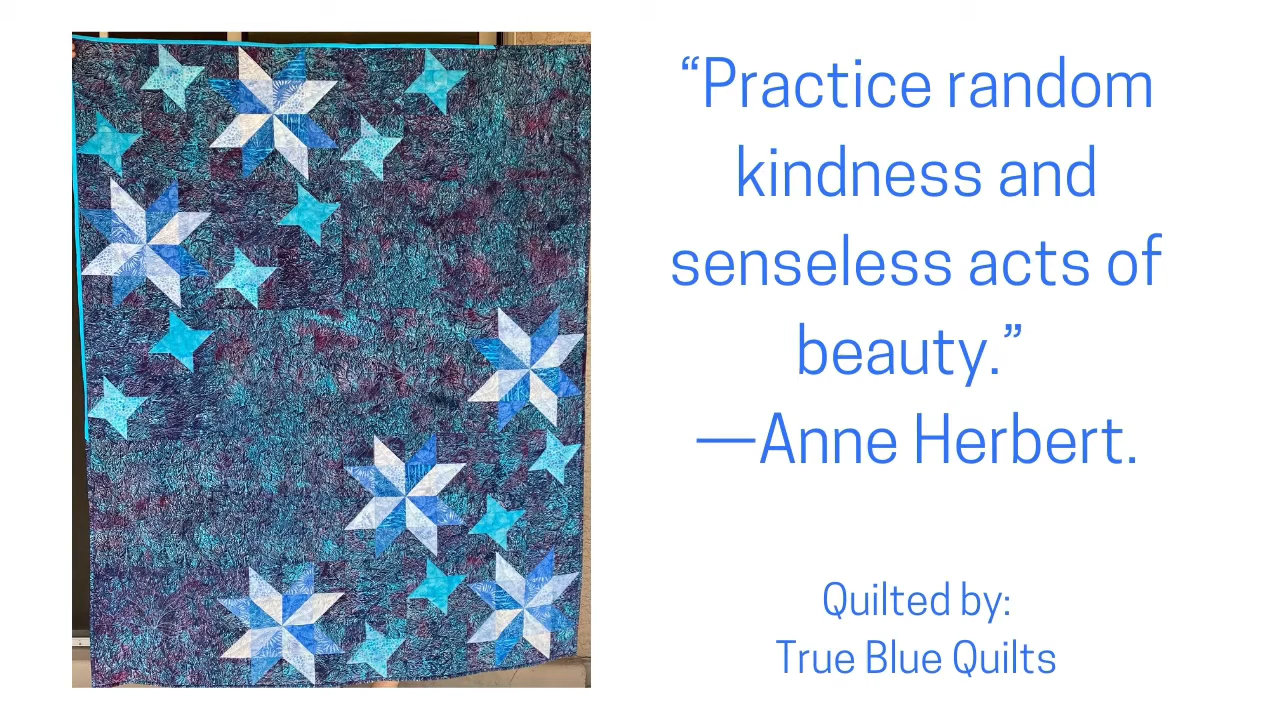 “Practice random
kindness and
senseless acts of
beauty.”
—Anne Herbert.
Quilted by:
True Blue Quilts